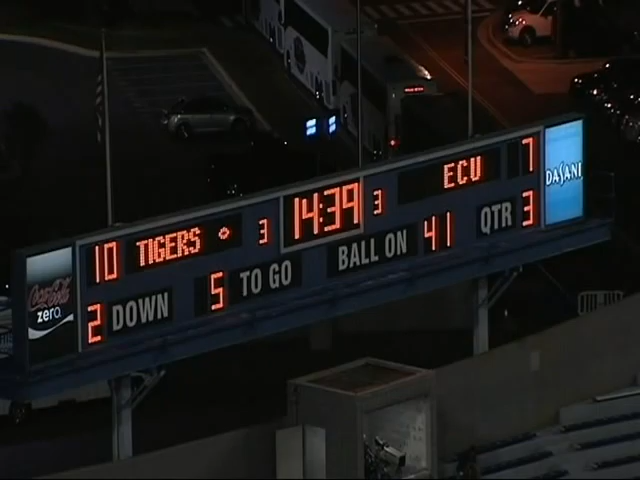 10 TIGERS 3 14:39 3 ECU 7
2 DOWN 5 TO GO BALL ON 41 QTR 3
Coca-Cola
zero
DASANI